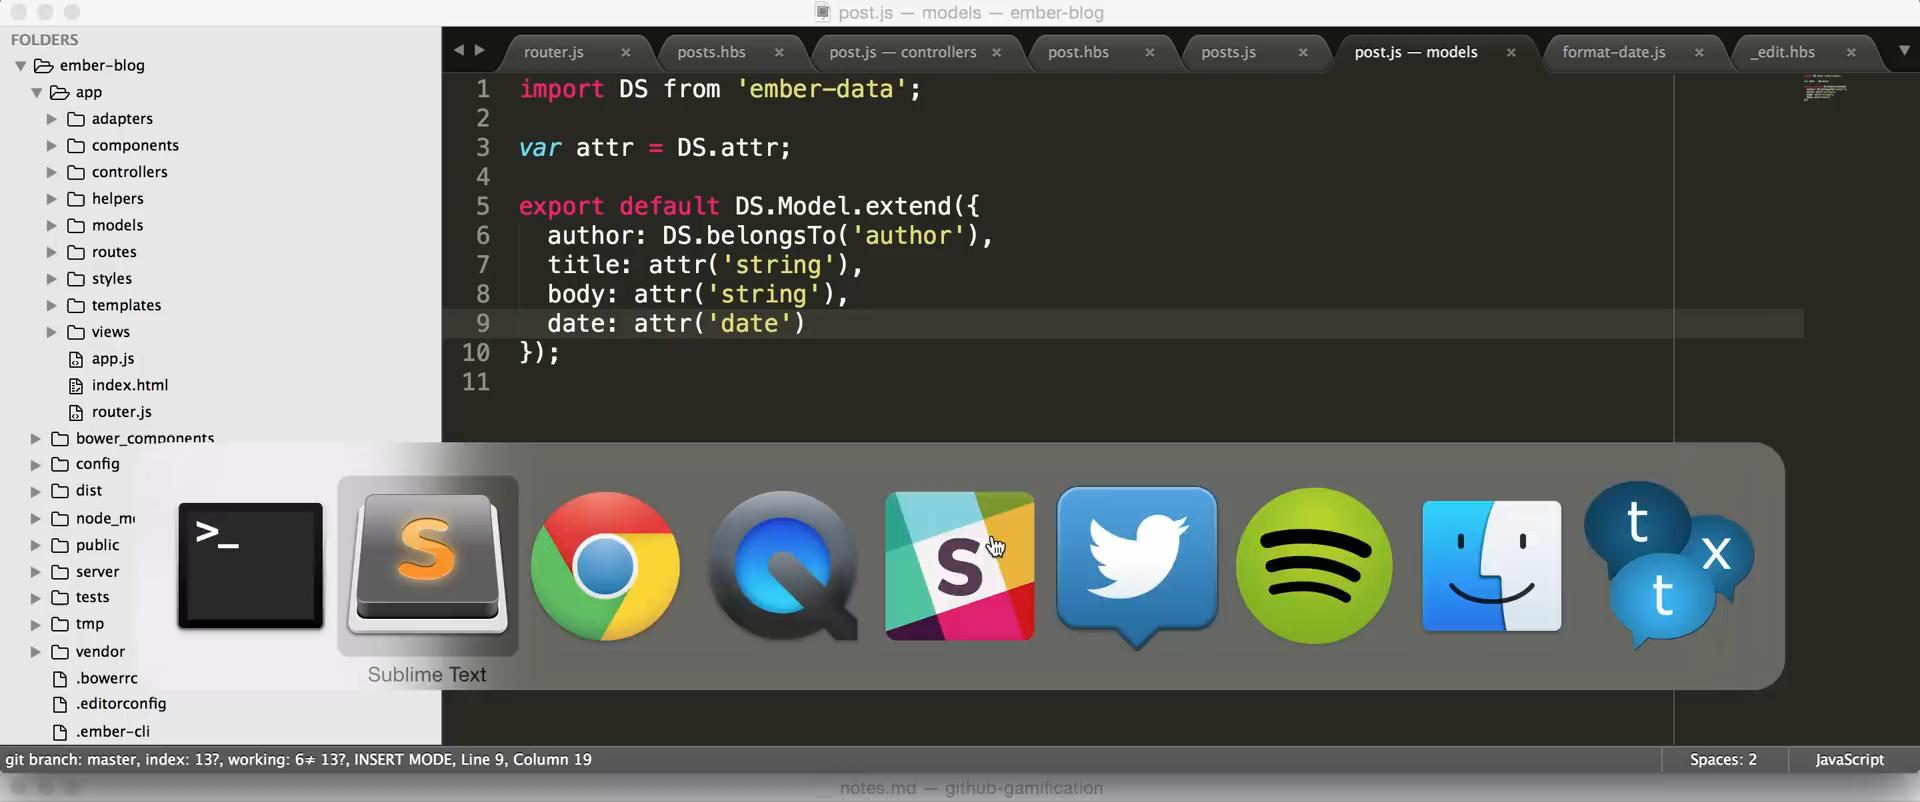 post.js — models — ember-blog
FOLDERS
ember-blog
app
adapters
components
controllers
helpers
models
routes
styles
templates
views
app.js
index.html
router.js
bower_components
config
dist
node_m
public
server
tests
tmp
vendor
.bowerrc
.editorconfig
.ember-cli
router.js × posts.hbs × post.js — controllers × post.hbs × posts.js × post.js — models × format-date.js × _edit.hbs ×
1 import DS from 'ember-data';
2
3 var attr = DS.attr;
4
5 export default DS.Model.extend({
6 author: DS.belongsTo('author'),
7 title: attr('string'),
8 body: attr('string'),
9 date: attr('date')
10 });
11
>_
S
S
t
x
t
Sublime Text
git branch: master, index: 13?, working: 6≠ 13?, INSERT MODE, Line 9, Column 19
Spaces: 2
JavaScript
notes.md — github-gamification